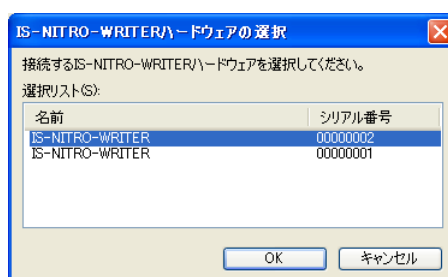 IS-NITRO-WRITERハードウェアの選択
接続するIS-NITRO-WRITERハードウェアを選択してください。
選択リスト(S):
名前 シリアル番号
IS-NITRO-WRITER 00000002
IS-NITRO-WRITER 00000001
OK キャンセル